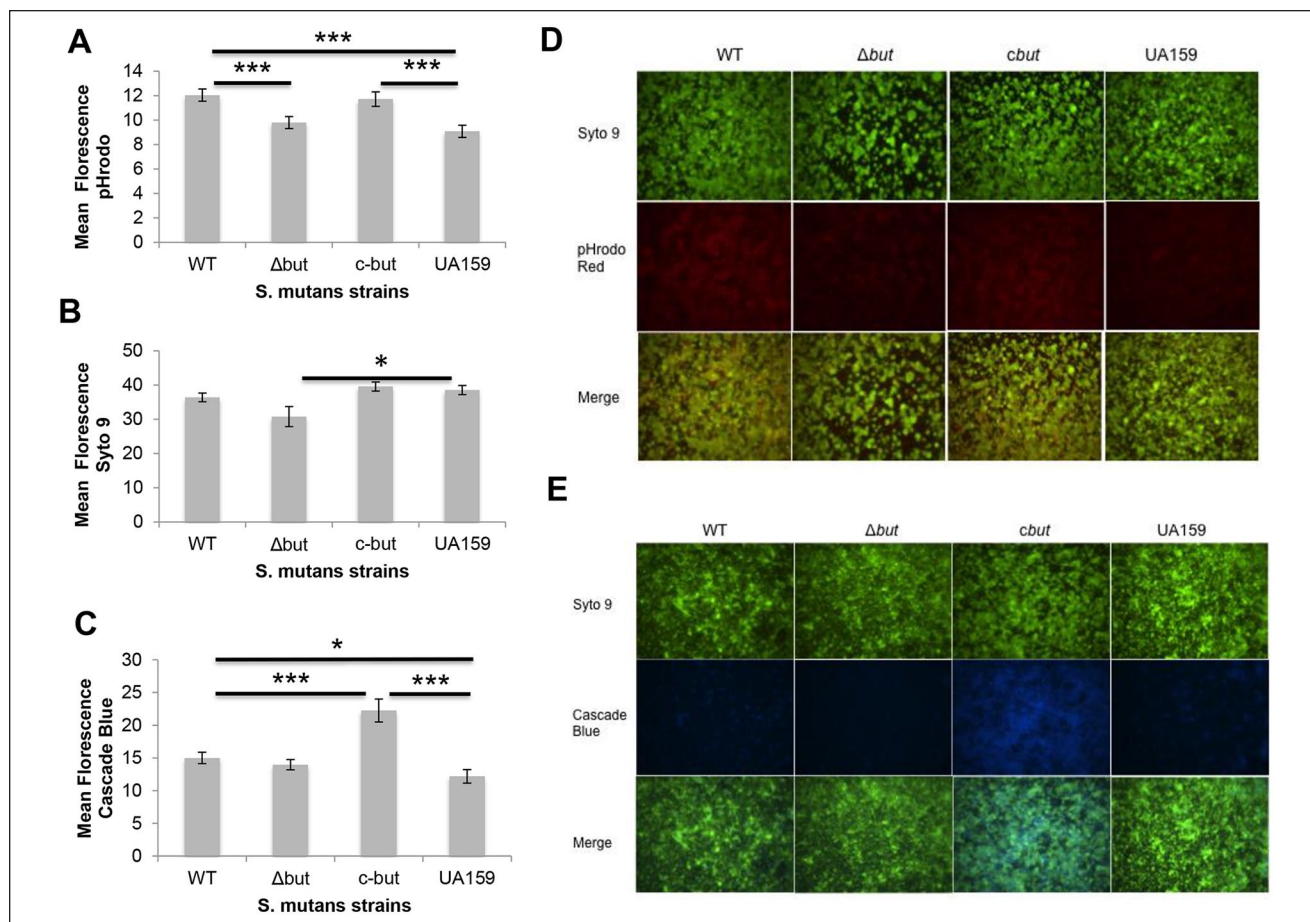 A
***
***
***
14
12
10
8
6
4
2
0
Mean Florescence
pHrodo
WT
Δbut
c-but
UA159
S. mutans strains
B
*
50
40
30
20
10
0
Mean Florescence
Syto 9
WT
Δbut
c-but
UA159
S. mutans strains
C
*
***
***
30
25
20
15
10
5
0
Mean Florescence
Cascade Blue
WT
Δbut
c-but
UA159
S. mutans strains
D
WT
Δbut
cbut
UA159
Syto 9
pHrodo
Red
Merge
E
WT
Δbut
cbut
UA159
Syto 9
Cascade
Blue
Merge